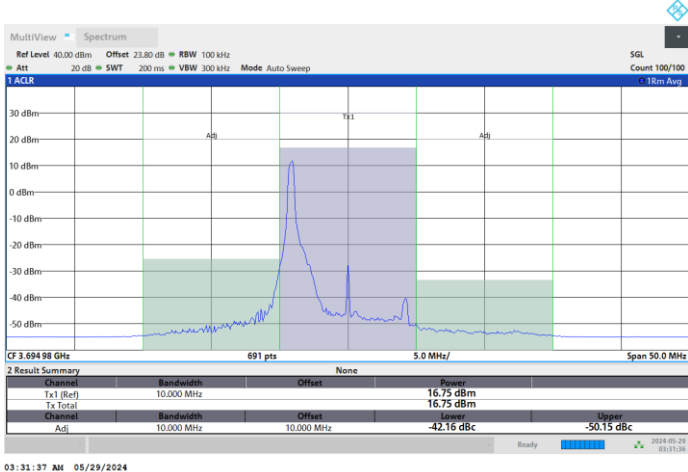 MultiView Spectrum
Ref Level 40.00 dBm Offset 23.80 dB RBW 100 kHz SGL
Att 20 dB SWT 200 ms VBW 300 kHz Mode Auto Sweep Count 100/100
1 ACLR 1Rm Avg
Tx1
Adj Adj
30 dBm
20 dBm
10 dBm
0 dBm
-10 dBm
-20 dBm
-30 dBm
-40 dBm
-50 dBm
CF 3.694 98 GHz 691 pts 5.0 MHz/ Span 50.0 MHz
2 Result Summary None
Channel Bandwidth Offset Power
Tx1 (Ref) 10.000 MHz 16.75 dBm
Tx Total 16.75 dBm
Channel Bandwidth Offset Lower Upper
Adj 10.000 MHz 10.000 MHz -42.16 dBc -50.15 dBc
Ready 2024-05-29
03:31:36
03:31:37 AM 05/29/2024